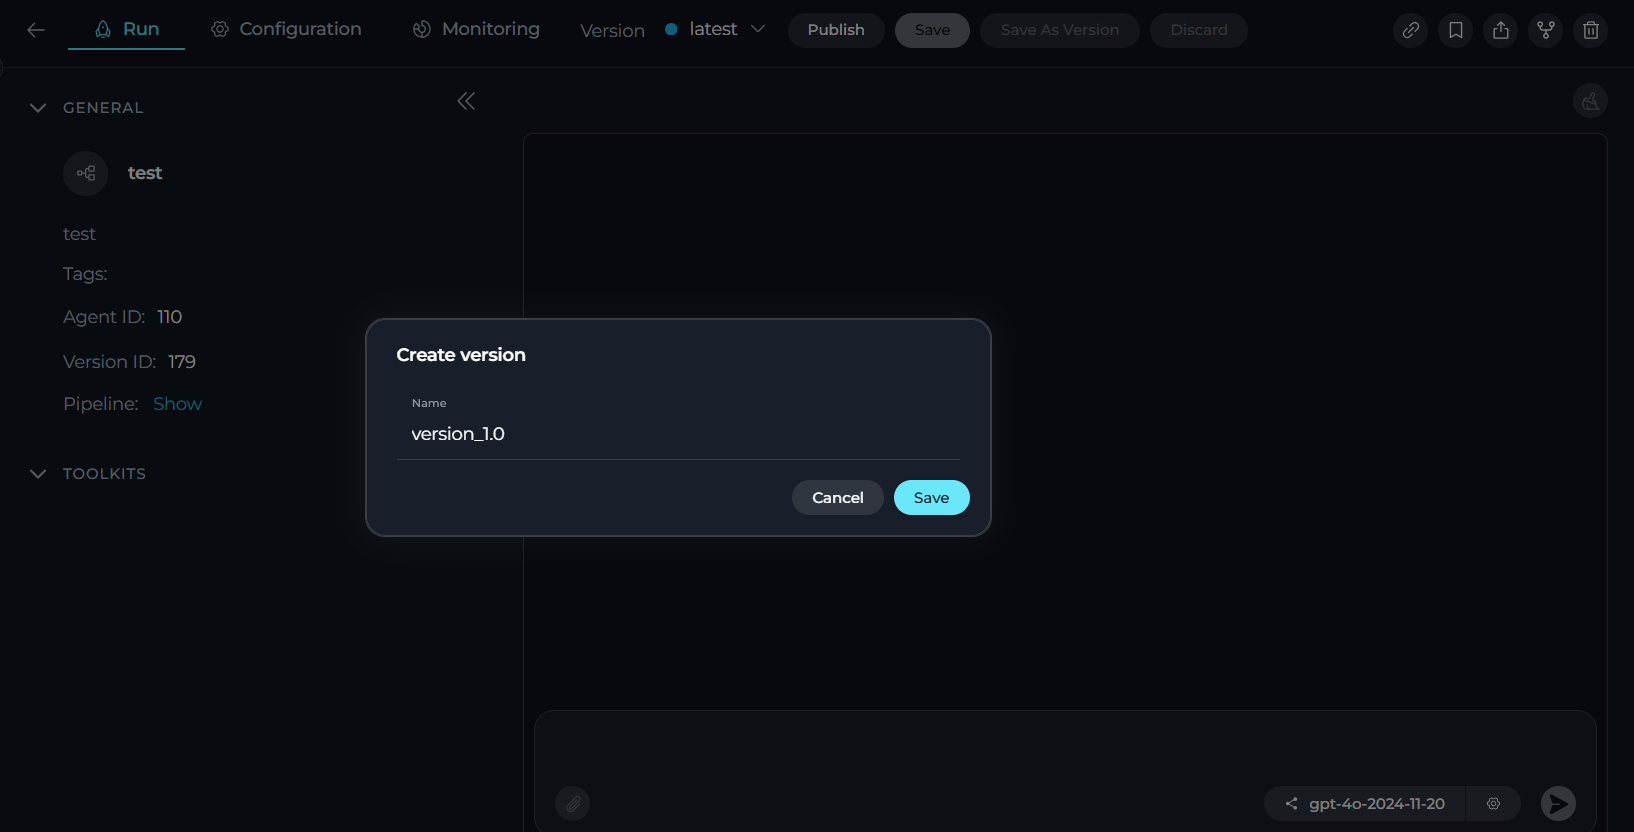 Run Configuration Monitoring Version latest Publish Save Save As Version Discard
GENERAL
test
test
Tags:
Agent ID: 110
Version ID: 179
Pipeline: Show
TOOLKITS
Create version
Name
version_1.0
Cancel Save
gpt-4o-2024-11-20